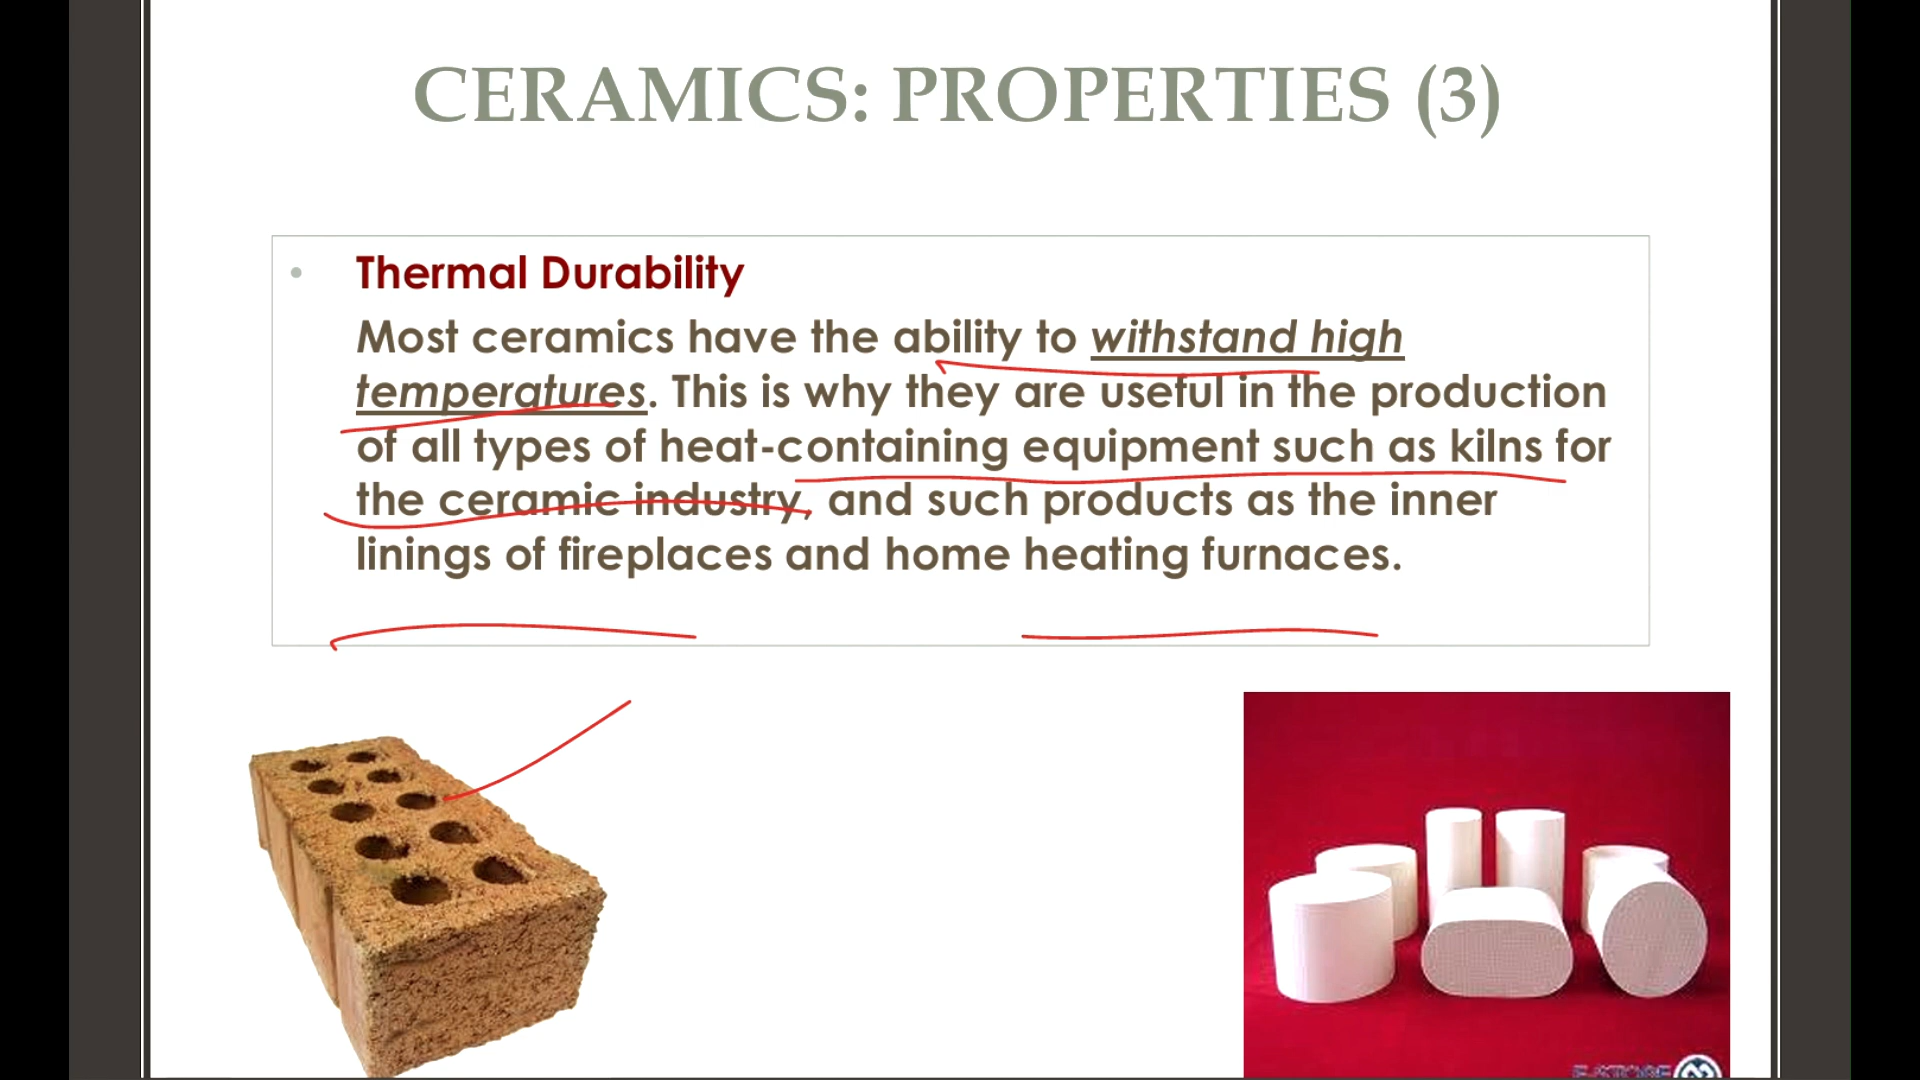 CERAMICS: PROPERTIES (3)
• Thermal Durability
Most ceramics have the ability to withstand high
temperatures. This is why they are useful in the production
of all types of heat-containing equipment such as kilns for
the ceramic industry, and such products as the inner
linings of fireplaces and home heating furnaces.